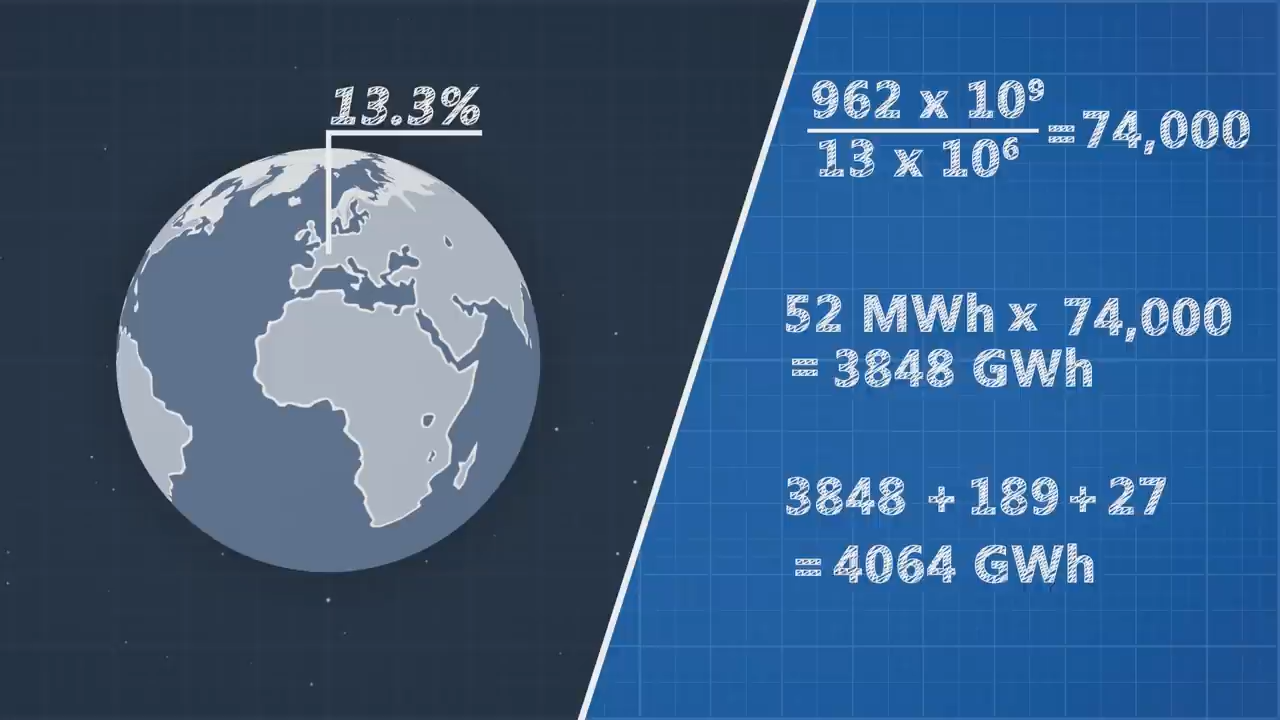 13.3%
962 x 10⁹
13 x 10⁶
=74,000
52 MWh x 74,000
= 3848 GWh
3848 + 189 + 27
= 4064 GWh